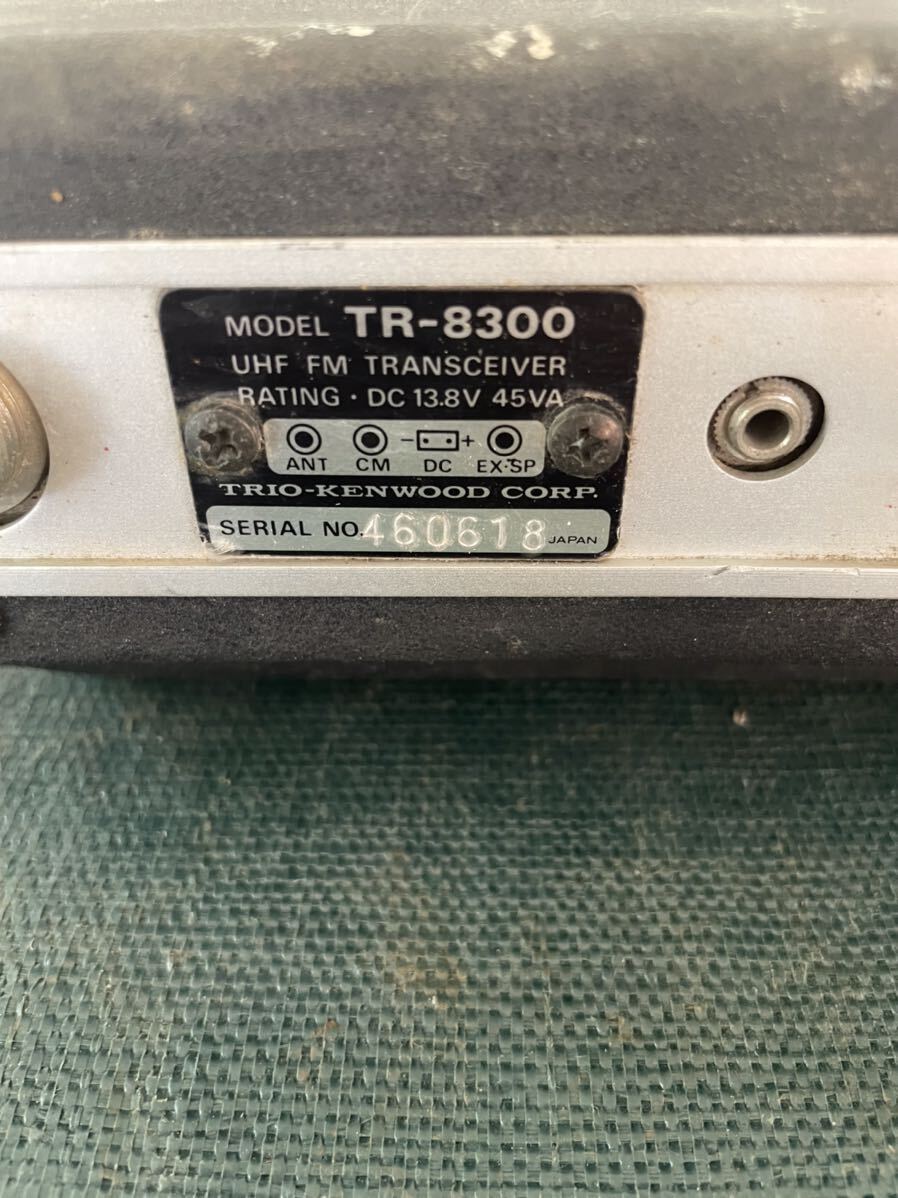 MODEL TR-8300
UHF FM TRANSCEIVER
RATING · DC 13.8V 45VA
- +
ANT CM DC EX·SP
TRIO-KENWOOD CORP.
SERIAL NO. 460618 JAPAN